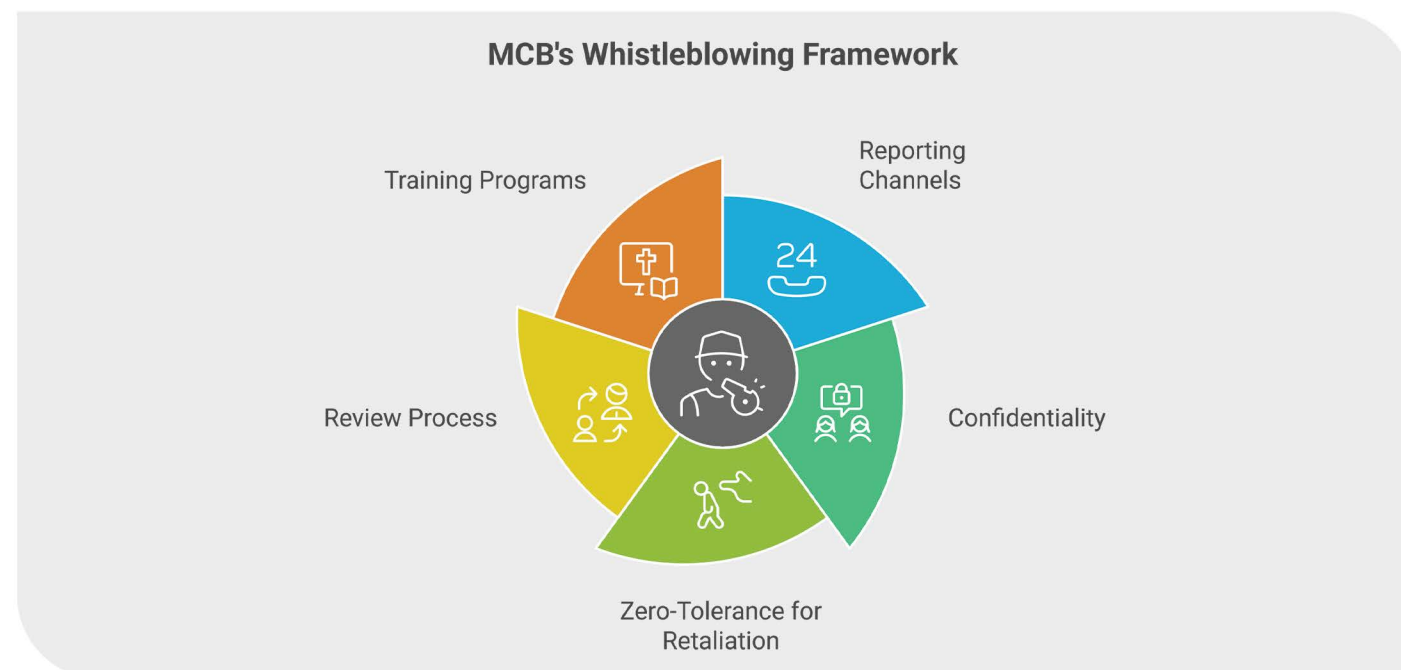 MCB's Whistleblowing Framework
Training Programs
Reporting
Channels
24
Review Process
Confidentiality
Zero-Tolerance for
Retaliation